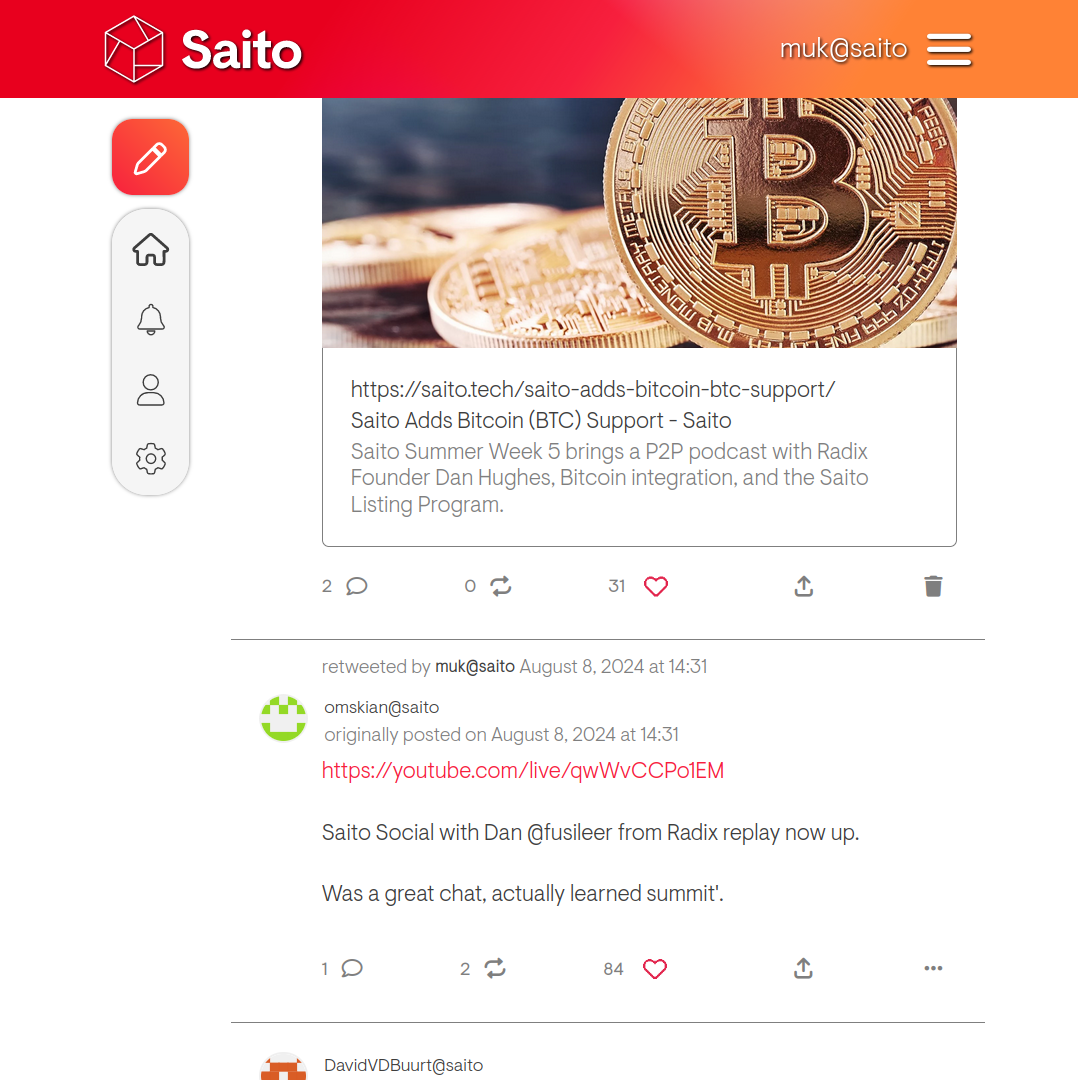 Saito
muk@saito
https://saito.tech/saito-adds-bitcoin-btc-support/
Saito Adds Bitcoin (BTC) Support - Saito
Saito Summer Week 5 brings a P2P podcast with Radix
Founder Dan Hughes, Bitcoin integration, and the Saito
Listing Program.
2
0
31
retweeted by muk@saito August 8, 2024 at 14:31
omskian@saito
originally posted on August 8, 2024 at 14:31
https://youtube.com/live/qwWvCCPo1EM
Saito Social with Dan @fusileer from Radix replay now up.
Was a great chat, actually learned summit'.
1
2
84
DavidVDBuurt@saito